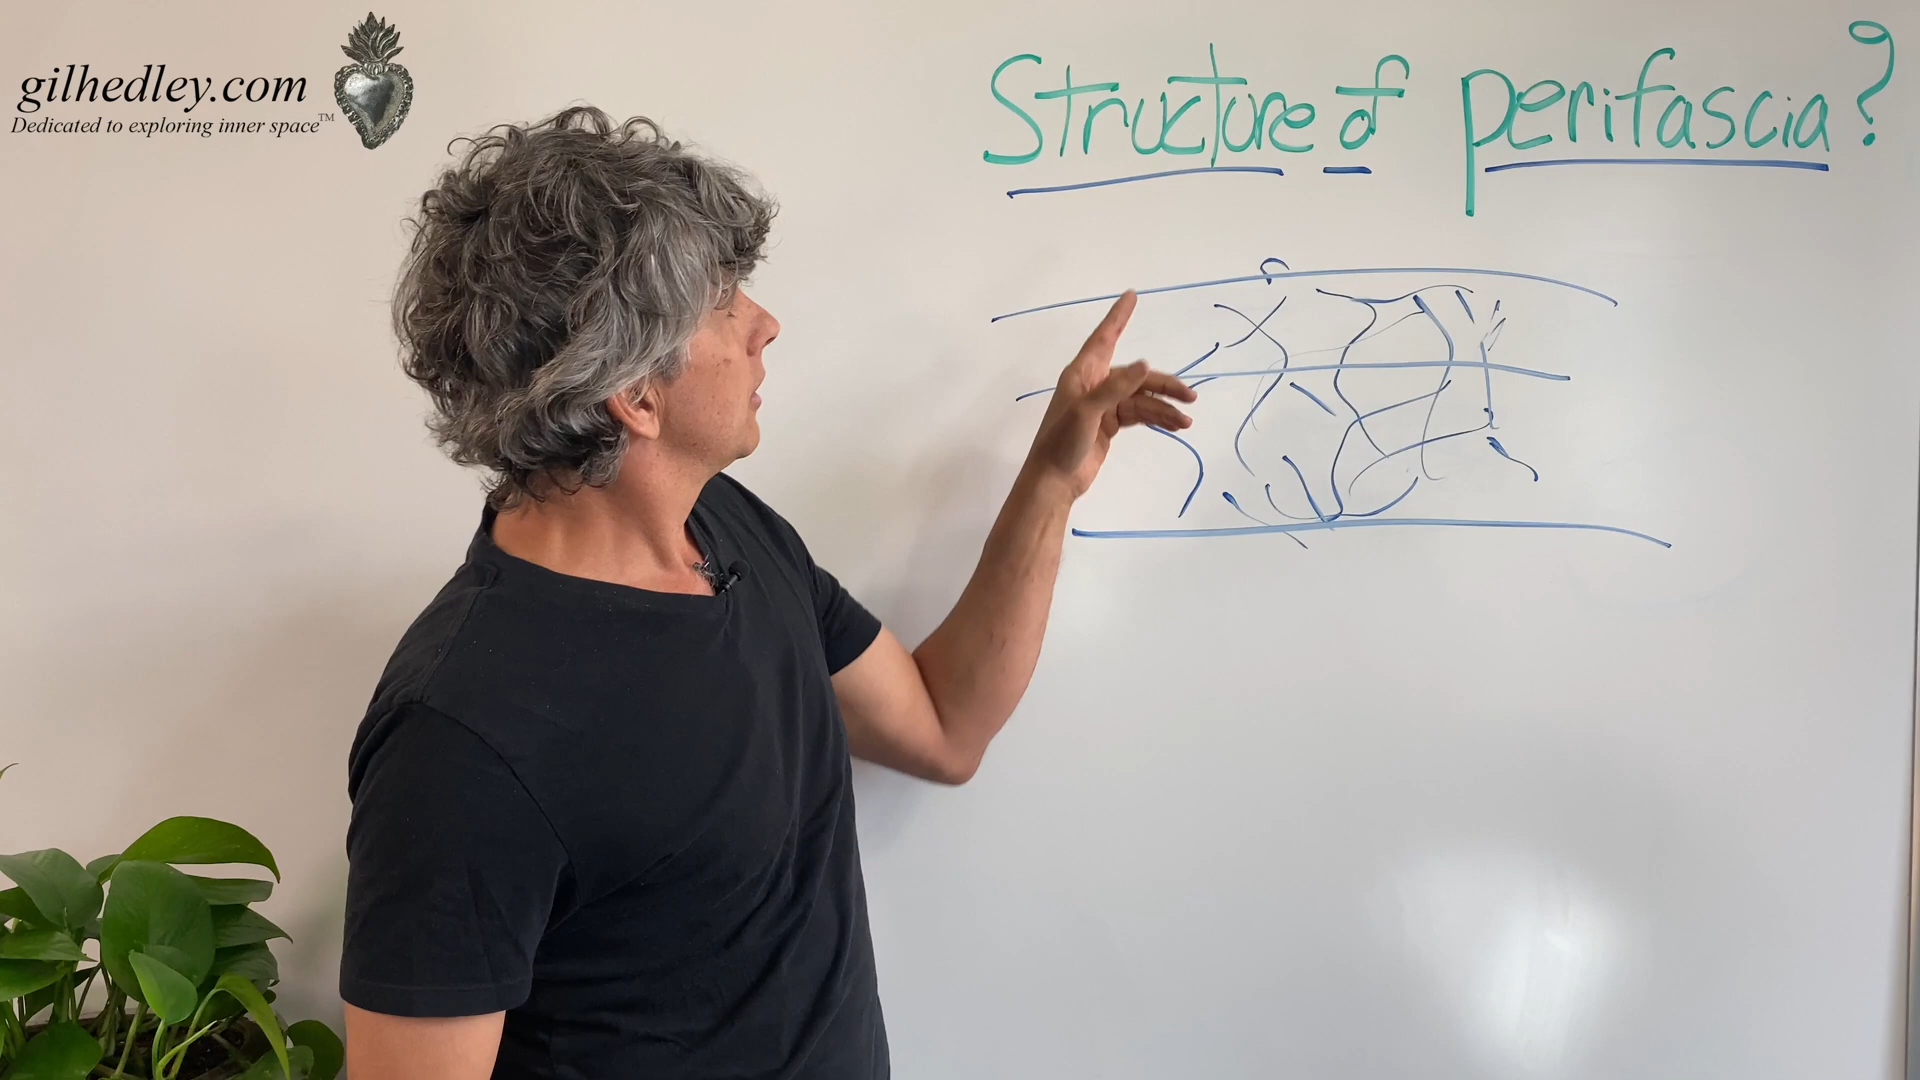 gilhedley.com
Dedicated to exploring inner space™
Structure of perifascia?